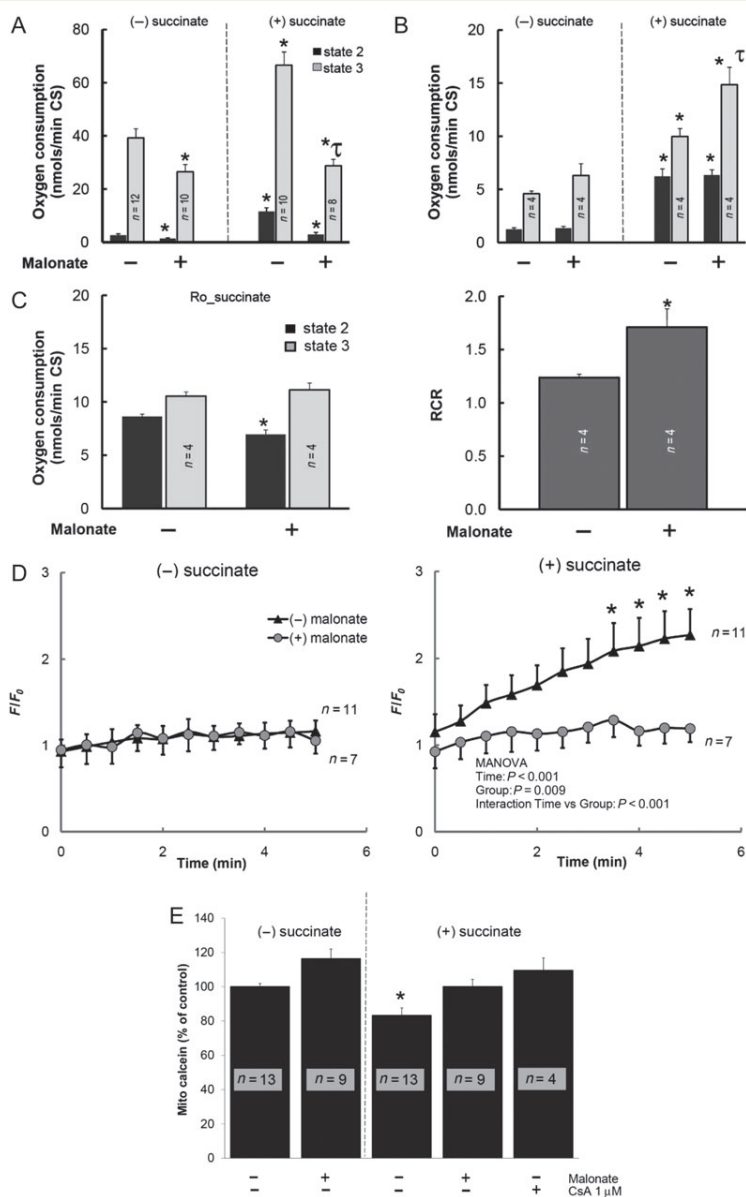 A
(–) succinate
(+) succinate
Oxygen consumption
(nmols/min CS)
80
60
40
20
0
state 2
state 3
*
*
*
*
*
*τ
n = 12
n = 10
n = 10
n = 8
Malonate
–
+
–
+
B
(–) succinate
(+) succinate
Oxygen consumption
(nmols/min CS)
20
15
10
5
0
*
*
*
* τ
n = 4
n = 4
n = 4
n = 4
–
+
–
+
C
Ro_succinate
Oxygen consumption
(nmols/min CS)
20
15
10
5
0
state 2
state 3
*
n = 4
n = 4
Malonate
–
+
RCR
2.0
1.5
1.0
0.5
0.0
*
n = 4
n = 4
Malonate
–
+
D
(–) succinate
F/F0
3
2
1
0
(–) malonate
(+) malonate
n = 11
n = 7
0
2
4
6
Time (min)
(+) succinate
F/F0
3
2
1
0
* * * *
n = 11
n = 7
MANOVA
Time: P < 0.001
Group: P = 0.009
Interaction Time vs Group: P < 0.001
0
2
4
6
Time (min)
E
(–) succinate
(+) succinate
Mito calcein (% of control)
140
120
100
80
60
40
20
0
*
n = 13
n = 9
n = 13
n = 9
n = 4
– + – + – Malonate
– – – – + CsA 1 µM